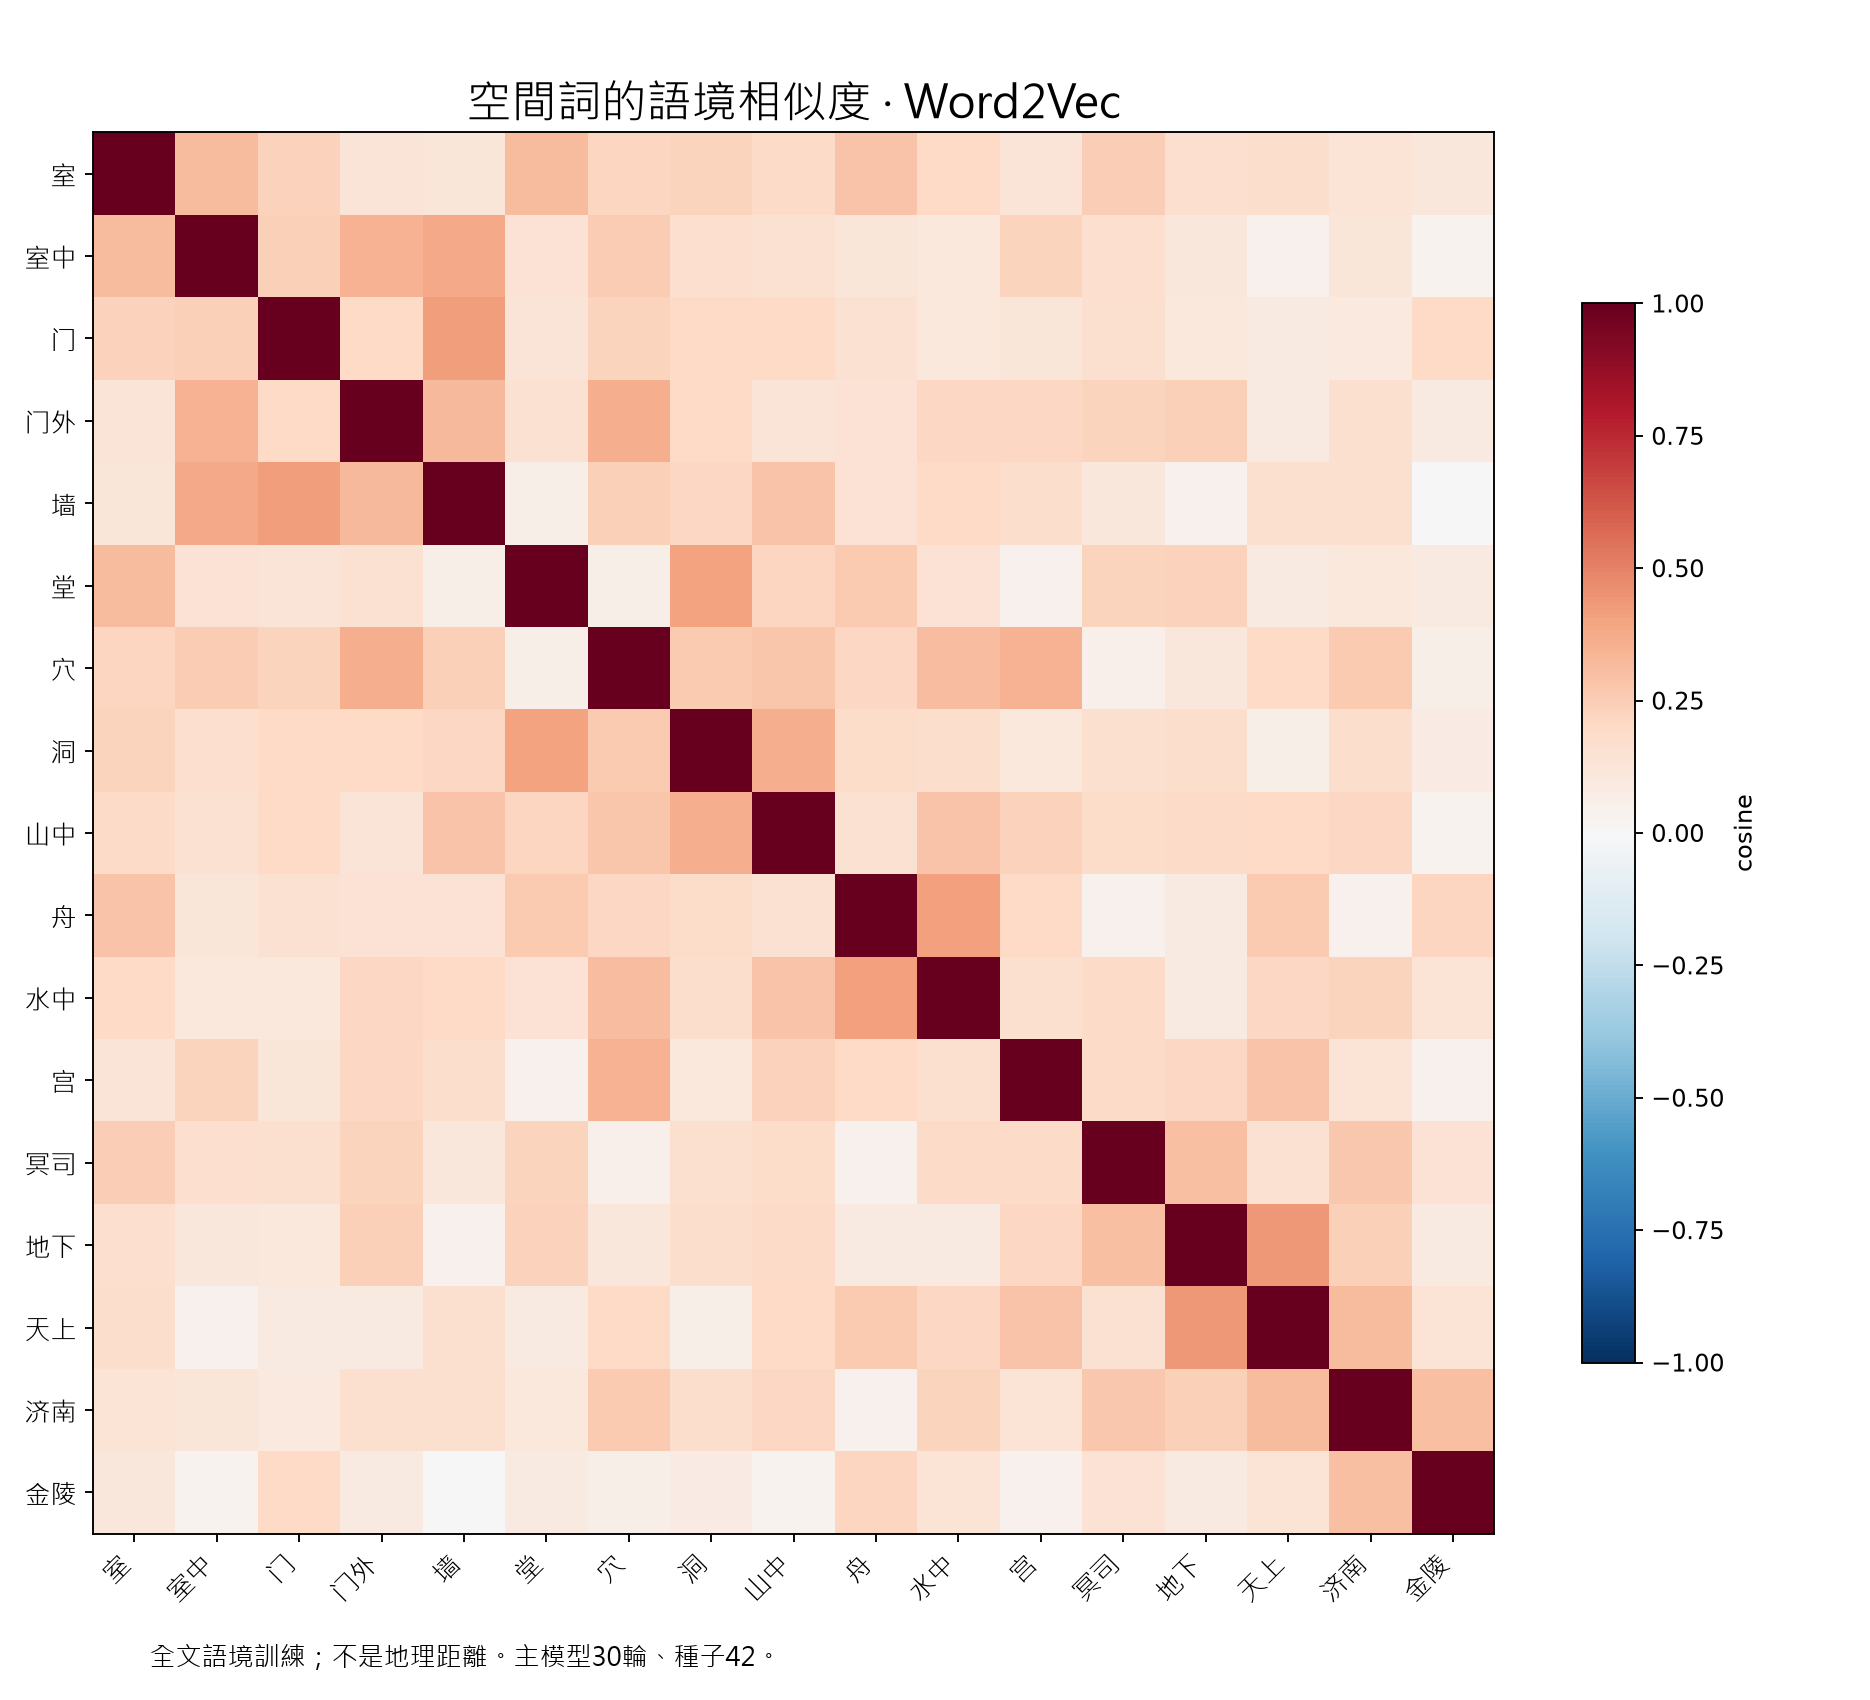 空間詞的語境相似度 · Word2Vec
室
室中
门
门外
墙
堂
穴
洞
山中
舟
水中
宫
冥司
地下
天上
济南
金陵
室
室中
门
门外
墙
堂
穴
洞
山中
舟
水中
宫
冥司
地下
天上
济南
金陵
1.00
0.75
0.50
0.25
0.00
−0.25
−0.50
−0.75
−1.00
cosine
全文語境訓練；不是地理距離。主模型30輪、種子42。